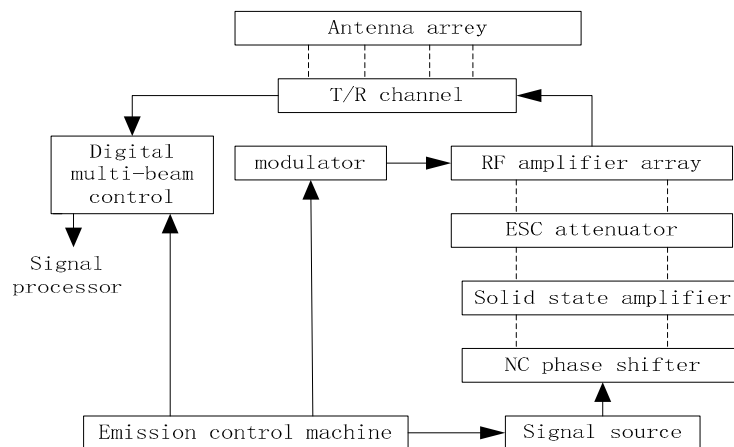 Antenna arrey
T/R channel
Digital
multi-beam
control
modulator
RF amplifier array
ESC attenuator
Signal
processor
Solid state amplifier
NC phase shifter
Emission control machine
Signal source